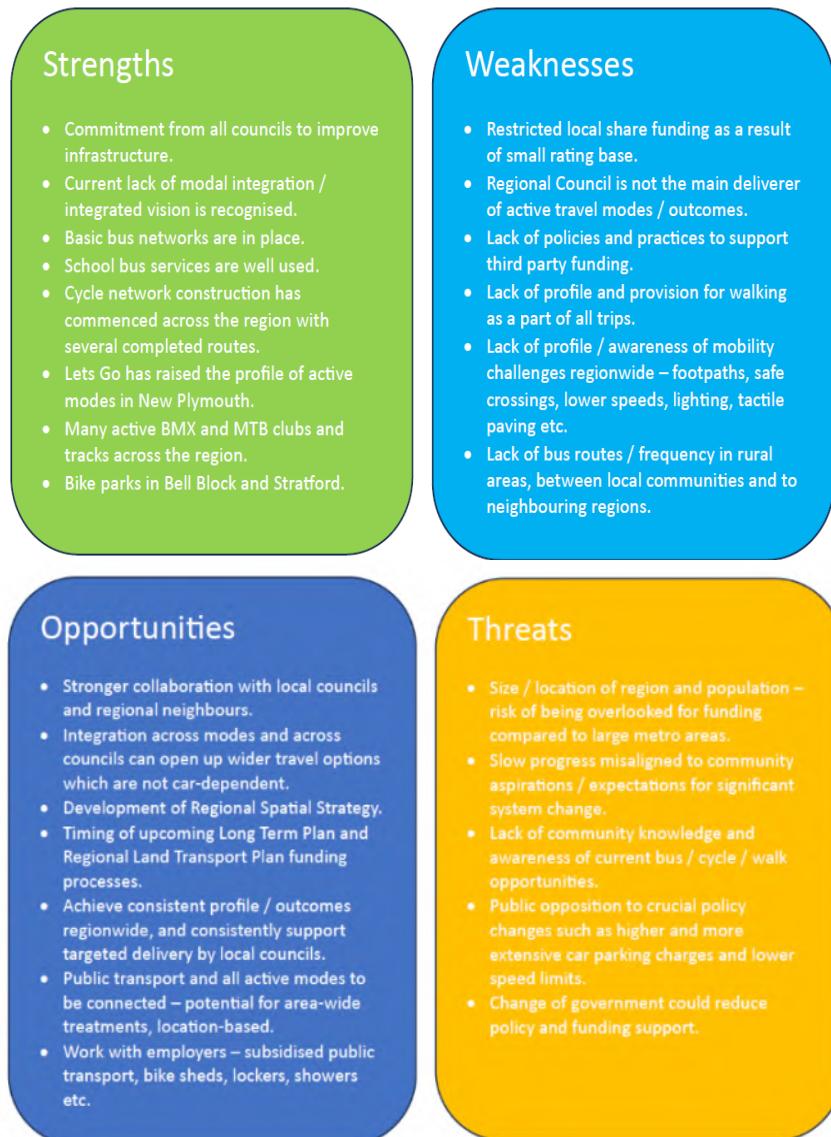 Strengths
• Commitment from all councils to improve
infrastructure.
• Current lack of modal integration /
integrated vision is recognised.
• Basic bus networks are in place.
• School bus services are well used.
• Cycle network construction has
commenced across the region with
several completed routes.
• Lets Go has raised the profile of active
modes in New Plymouth.
• Many active BMX and MTB clubs and
tracks across the region.
• Bike parks in Bell Block and Stratford.
Weaknesses
• Restricted local share funding as a result
of small rating base.
• Regional Council is not the main deliverer
of active travel modes / outcomes.
• Lack of policies and practices to support
third party funding.
• Lack of profile and provision for walking
as a part of all trips.
• Lack of profile / awareness of mobility
challenges regionwide – footpaths, safe
crossings, lower speeds, lighting, tactile
paving etc.
• Lack of bus routes / frequency in rural
areas, between local communities and to
neighbouring regions.
Opportunities
• Stronger collaboration with local councils
and regional neighbours.
• Integration across modes and across
councils can open up wider travel options
which are not car-dependent.
• Development of Regional Spatial Strategy.
• Timing of upcoming Long Term Plan and
Regional Land Transport Plan funding
processes.
• Achieve consistent profile / outcomes
regionwide, and consistently support
targeted delivery by local councils.
• Public transport and all active modes to
be connected – potential for area-wide
treatments, location-based.
• Work with employers – subsidised public
transport, bike sheds, lockers, showers
etc.
Threats
• Size / location of region and population –
risk of being overlooked for funding
compared to large metro areas.
• Slow progress misaligned to community
aspirations / expectations for significant
system change.
• Lack of community knowledge and
awareness of current bus / cycle / walk
opportunities.
• Public opposition to crucial policy
changes such as higher and more
extensive car parking charges and lower
speed limits.
• Change of government could reduce
policy and funding support.